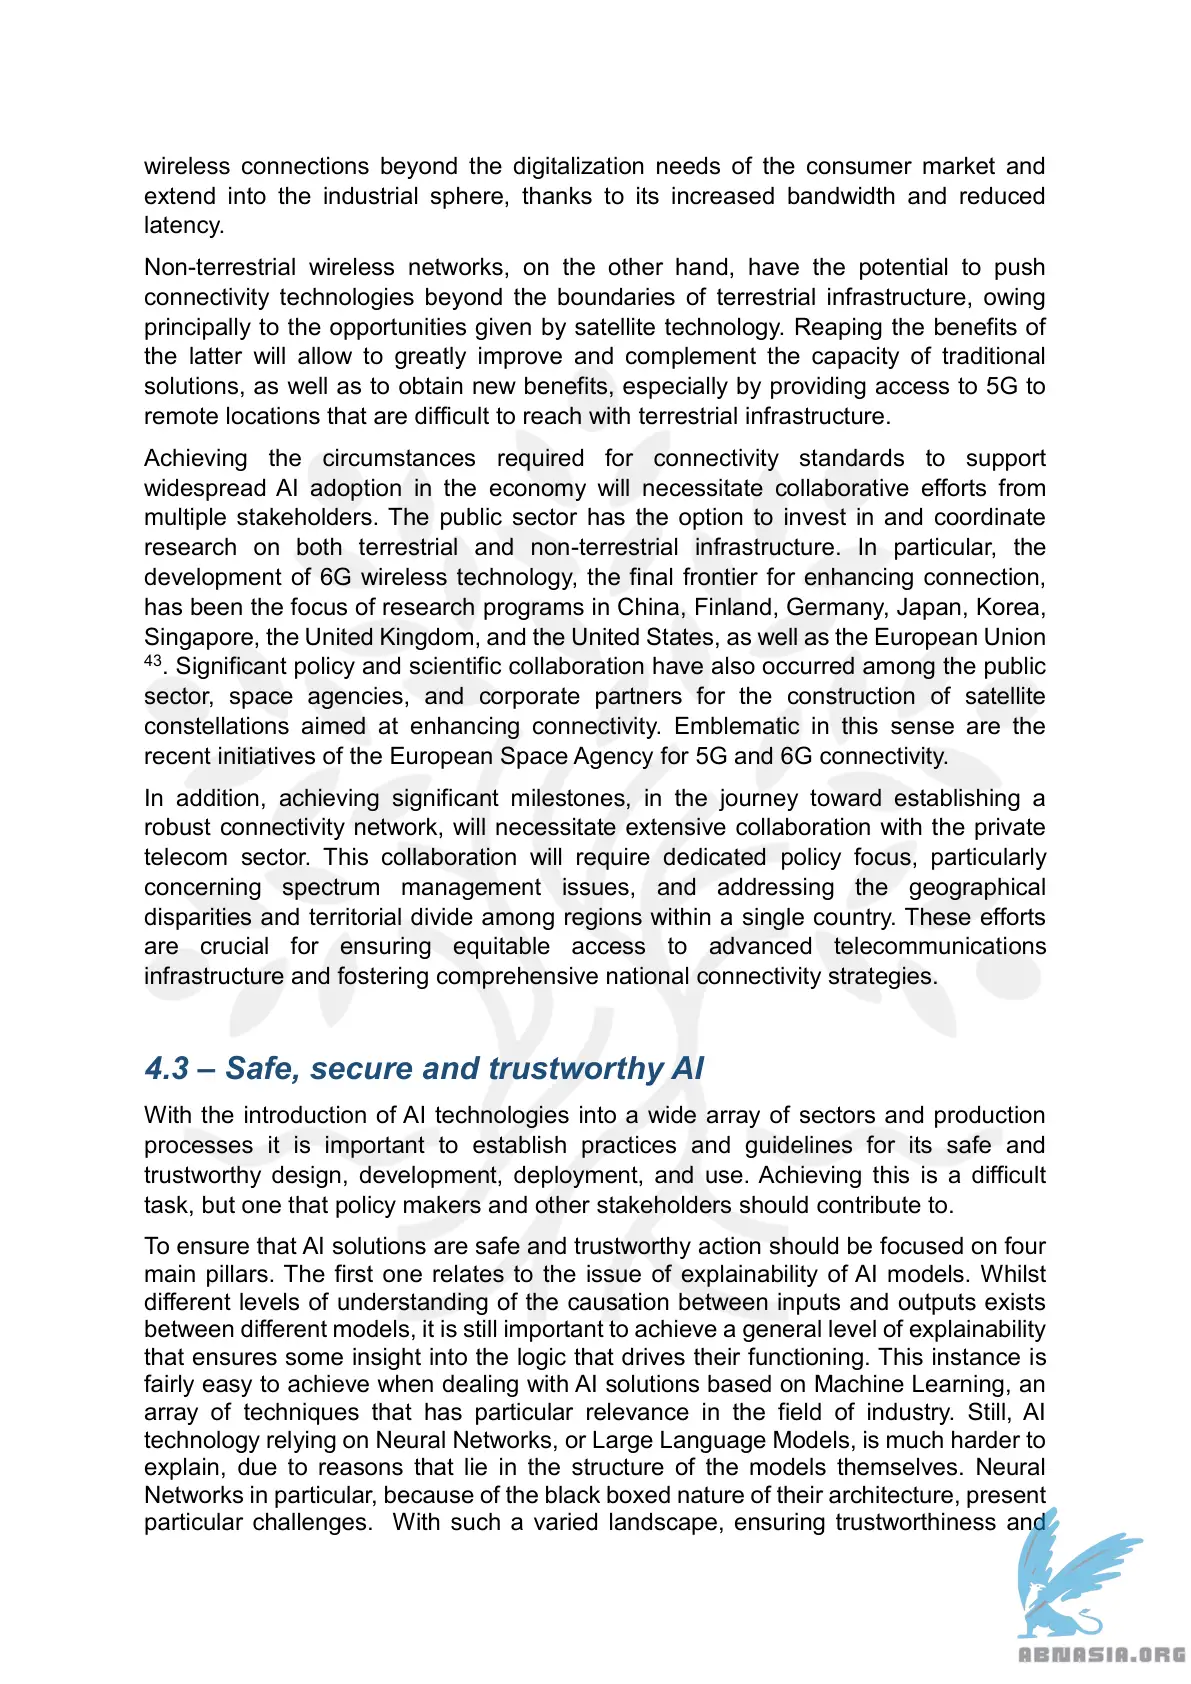 wireless connections beyond the digitalization needs of the consumer market and
extend into the industrial sphere, thanks to its increased bandwidth and reduced
latency.
Non-terrestrial wireless networks, on the other hand, have the potential to push
connectivity technologies beyond the boundaries of terrestrial infrastructure, owing
principally to the opportunities given by satellite technology. Reaping the benefits of
the latter will allow to greatly improve and complement the capacity of traditional
solutions, as well as to obtain new benefits, especially by providing access to 5G to
remote locations that are difficult to reach with terrestrial infrastructure.
Achieving the circumstances required for connectivity standards to support
widespread AI adoption in the economy will necessitate collaborative efforts from
multiple stakeholders. The public sector has the option to invest in and coordinate
research on both terrestrial and non-terrestrial infrastructure. In particular, the
development of 6G wireless technology, the final frontier for enhancing connection,
has been the focus of research programs in China, Finland, Germany, Japan, Korea,
Singapore, the United Kingdom, and the United States, as well as the European Union
43. Significant policy and scientific collaboration have also occurred among the public
sector, space agencies, and corporate partners for the construction of satellite
constellations aimed at enhancing connectivity. Emblematic in this sense are the
recent initiatives of the European Space Agency for 5G and 6G connectivity.
In addition, achieving significant milestones, in the journey toward establishing a
robust connectivity network, will necessitate extensive collaboration with the private
telecom sector. This collaboration will require dedicated policy focus, particularly
concerning spectrum management issues, and addressing the geographical
disparities and territorial divide among regions within a single country. These efforts
are crucial for ensuring equitable access to advanced telecommunications
infrastructure and fostering comprehensive national connectivity strategies.
4.3 – Safe, secure and trustworthy AI
With the introduction of AI technologies into a wide array of sectors and production
processes it is important to establish practices and guidelines for its safe and
trustworthy design, development, deployment, and use. Achieving this is a difficult
task, but one that policy makers and other stakeholders should contribute to.
To ensure that AI solutions are safe and trustworthy action should be focused on four
main pillars. The first one relates to the issue of explainability of AI models. Whilst
different levels of understanding of the causation between inputs and outputs exists
between different models, it is still important to achieve a general level of explainability
that ensures some insight into the logic that drives their functioning. This instance is
fairly easy to achieve when dealing with AI solutions based on Machine Learning, an
array of techniques that has particular relevance in the field of industry. Still, AI
technology relying on Neural Networks, or Large Language Models, is much harder to
explain, due to reasons that lie in the structure of the models themselves. Neural
Networks in particular, because of the black boxed nature of their architecture, present
particular challenges.  With such a varied landscape, ensuring trustworthiness and
ABNASIA.ORG